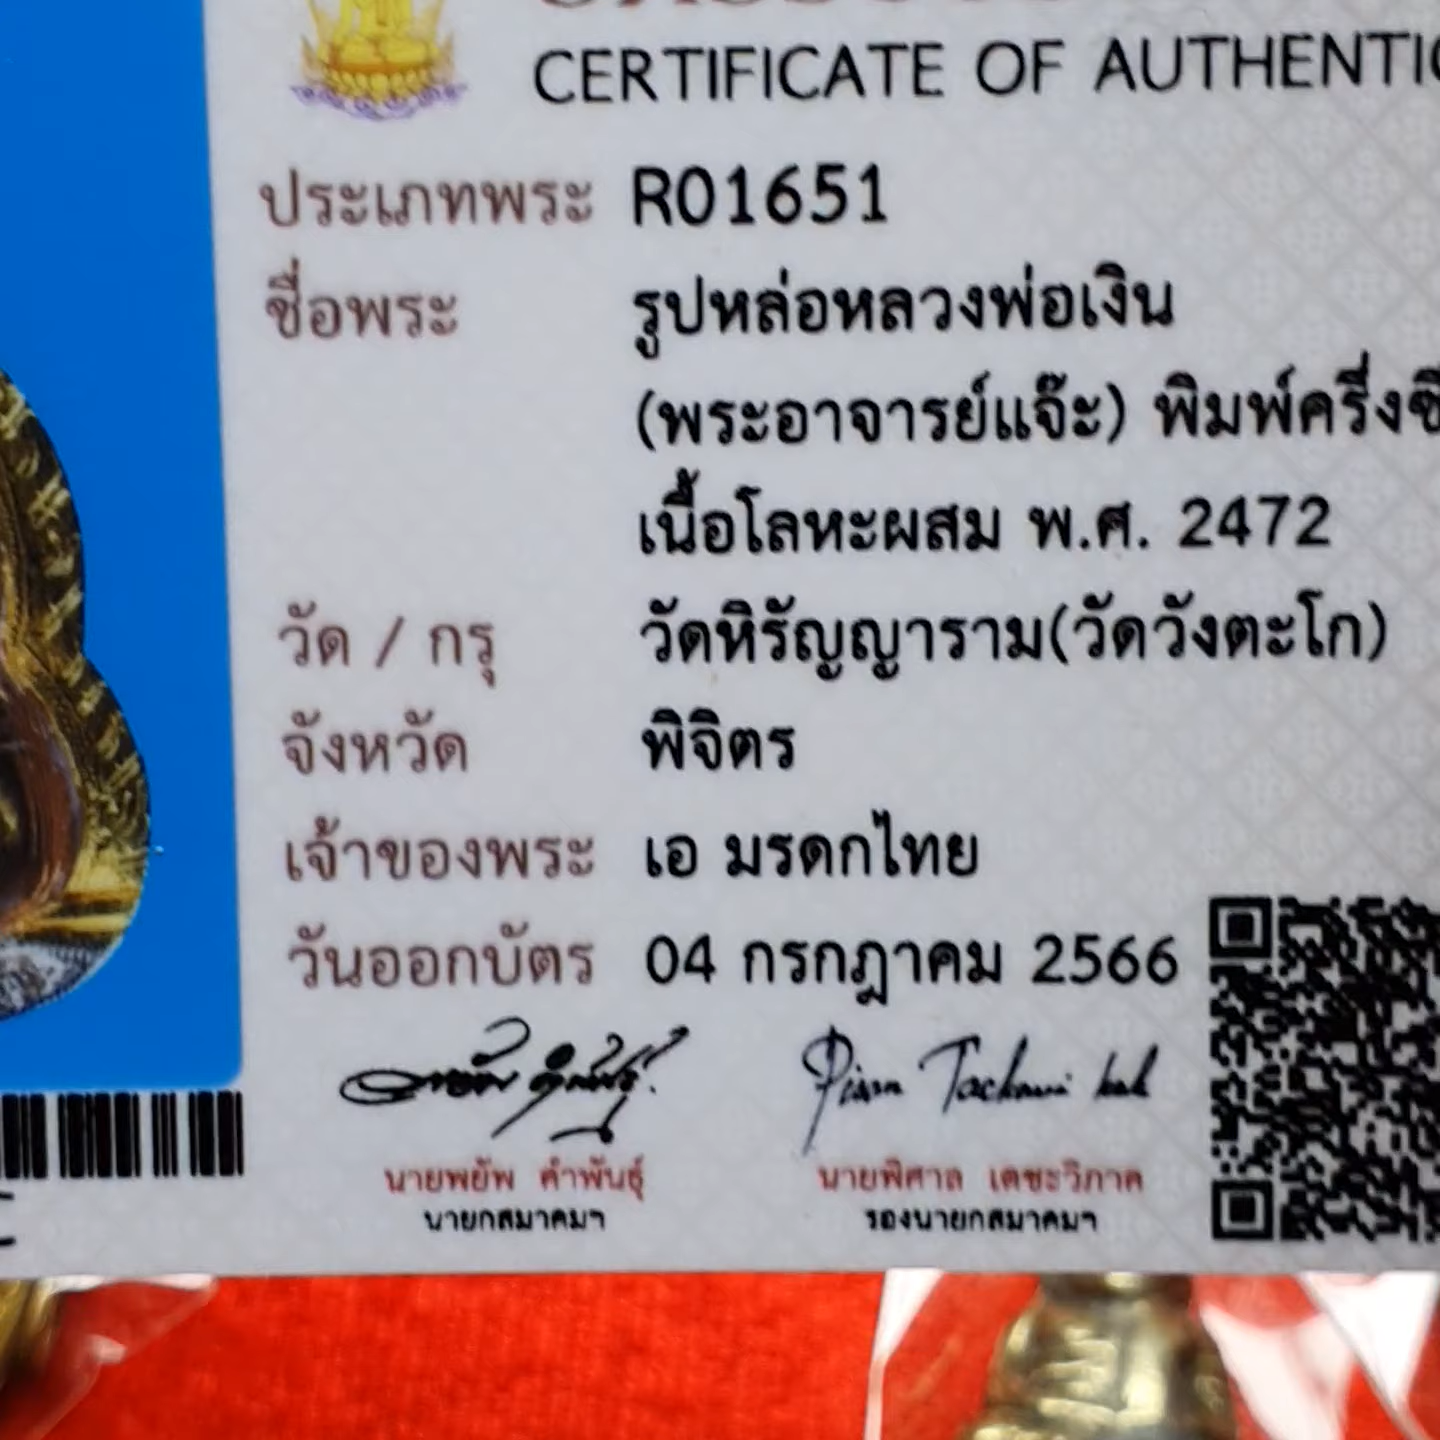 CERTIFICATE OF
ประเภทพระ R01651
ชื่อพระ รูปหล่อหลวงพ่อเงิน
(พระอาจารย์แจ๊ะ)
เนื้อโลหะผสม พ.ศ. 2472
วัด / กรุ วัดหิรัญญาราม(วัดวังตะโก)
จังหวัด พิจิตร
เจ้าของพระ เอ มรดกไทย
วันออกบัตร 04 กรกฎาคม 2566
นายพยัพ คำพันธุ์ นายพิศาล เตชะวิภาค
นายกสมาคมฯ รองนายกสมาคมฯ